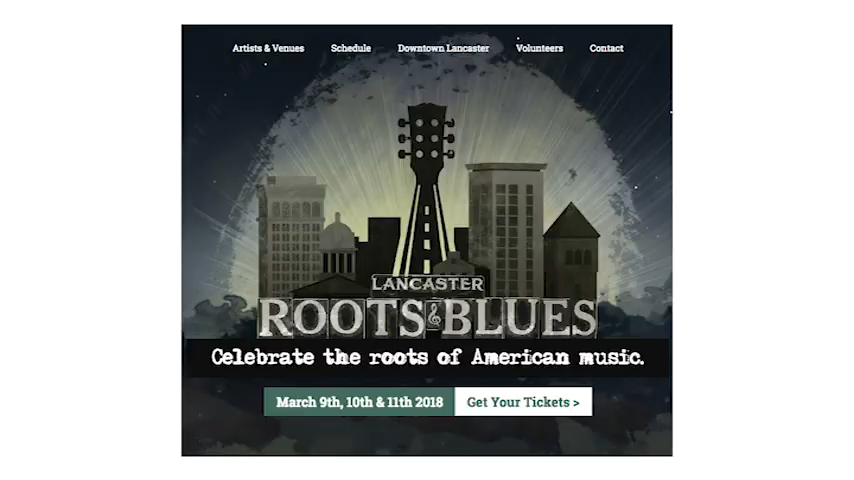 Artists & Venues Schedule Downtown Lancaster Volunteers Contact
LANCASTER
ROOTS & BLUES
Celebrate the roots of American music.
March 9th, 10th & 11th 2018 Get Your Tickets >